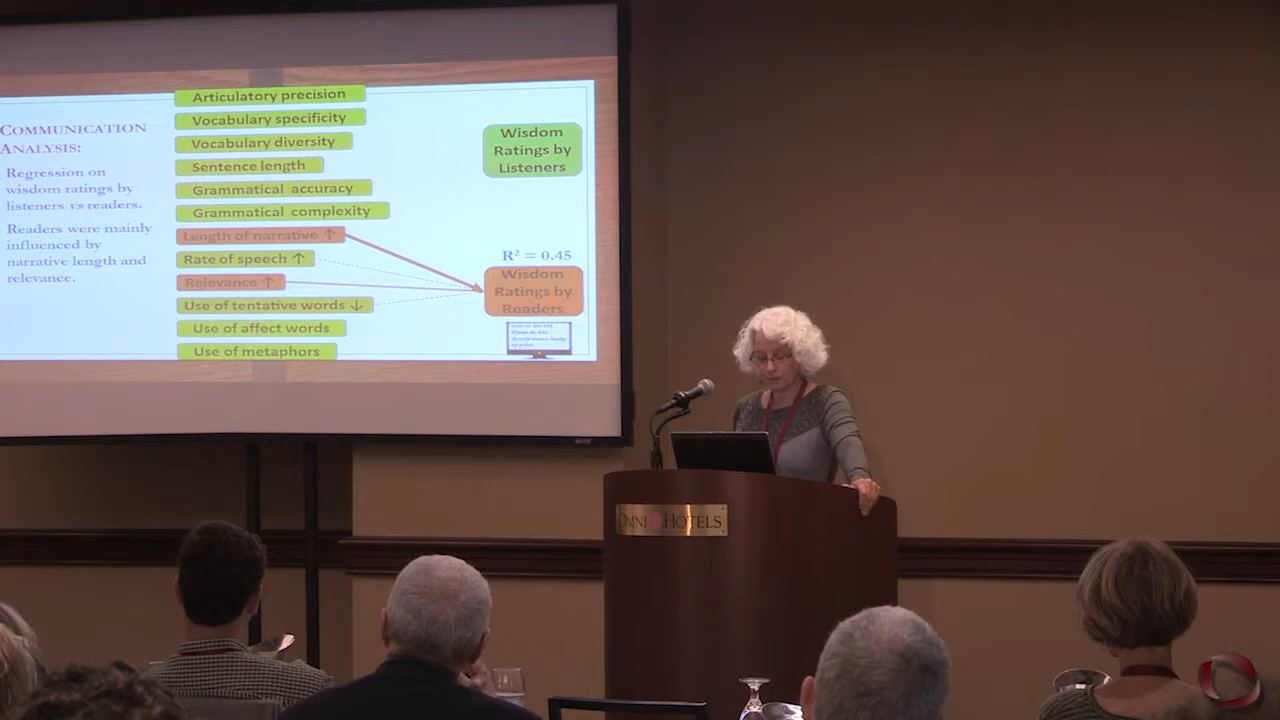 COMMUNICATION
ANALYSIS:
Regression on
wisdom ratings by
listeners vs readers.
Readers were mainly
influenced by
narrative length and
relevance.
Articulatory precision
Vocabulary specificity
Vocabulary diversity
Sentence length
Grammatical accuracy
Grammatical complexity
Length of narrative ↑
Rate of speech ↑
Relevance ↑
Use of tentative words ↓
Use of affect words
Use of metaphors
Wisdom
Ratings by
Listeners
R² = 0.45
Wisdom
Ratings by
Readers
OMNI HOTELS